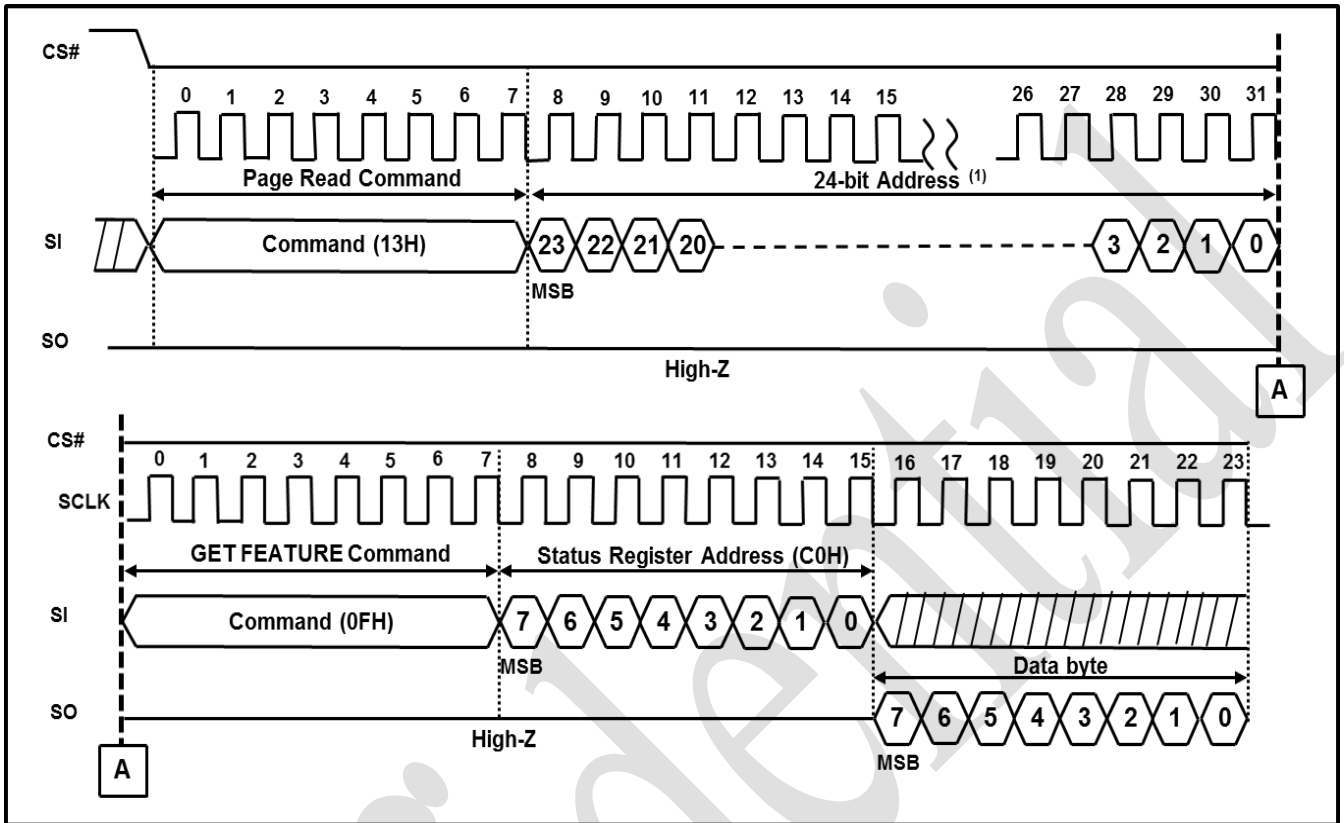 CS#
0 1 2 3 4 5 6 7 8 9 10 11 12 13 14 15 26 27 28 29 30 31
Page Read Command 24-bit Address (1)
SI Command (13H) 23 22 21 20 3 2 1 0
MSB
SO
High-Z
A
CS#
0 1 2 3 4 5 6 7 8 9 10 11 12 13 14 15 16 17 18 19 20 21 22 23
SCLK
GET FEATURE Command Status Register Address (C0H)
SI Command (0FH) 7 6 5 4 3 2 1 0
MSB Data byte
SO 7 6 5 4 3 2 1 0
High-Z
MSB
A